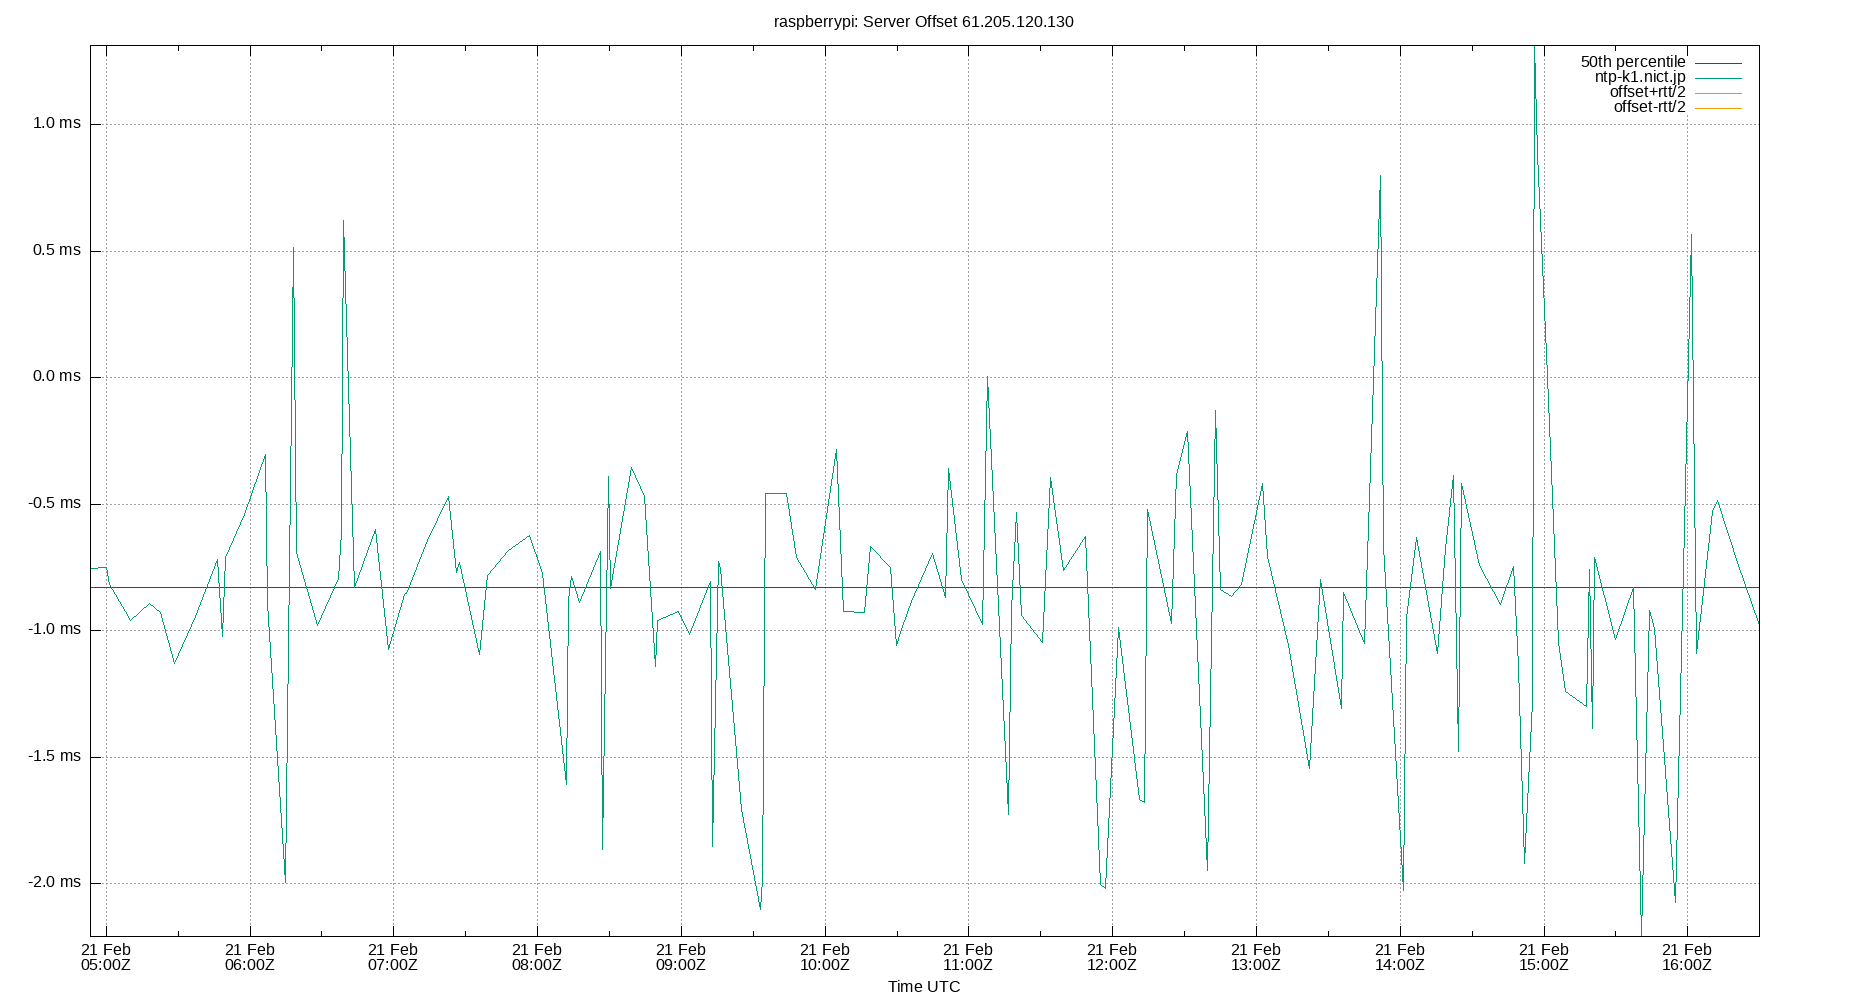 raspberrypi: Server Offset 61.205.120.130
50th percentile
ntp-k1.nict.jp
offset+rtt/2
offset-rtt/2
1.0 ms
0.5 ms
0.0 ms
-0.5 ms
-1.0 ms
-1.5 ms
-2.0 ms
21 Feb 21 Feb 21 Feb 21 Feb 21 Feb 21 Feb 21 Feb 21 Feb 21 Feb 21 Feb 21 Feb 21 Feb
05:00Z 06:00Z 07:00Z 08:00Z 09:00Z 10:00Z 11:00Z 12:00Z 13:00Z 14:00Z 15:00Z 16:00Z
Time UTC